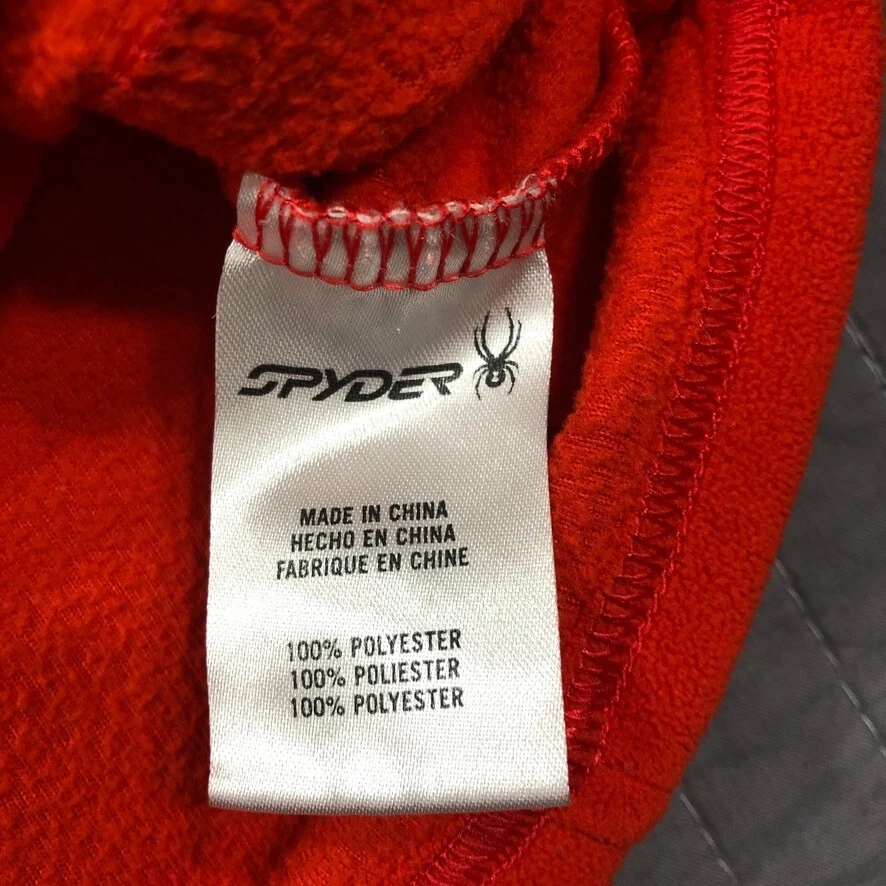 SPYDER
MADE IN CHINA
HECHO EN CHINA
FABRIQUE EN CHINE
100% POLYESTER
100% POLIESTER
100% POLYESTER